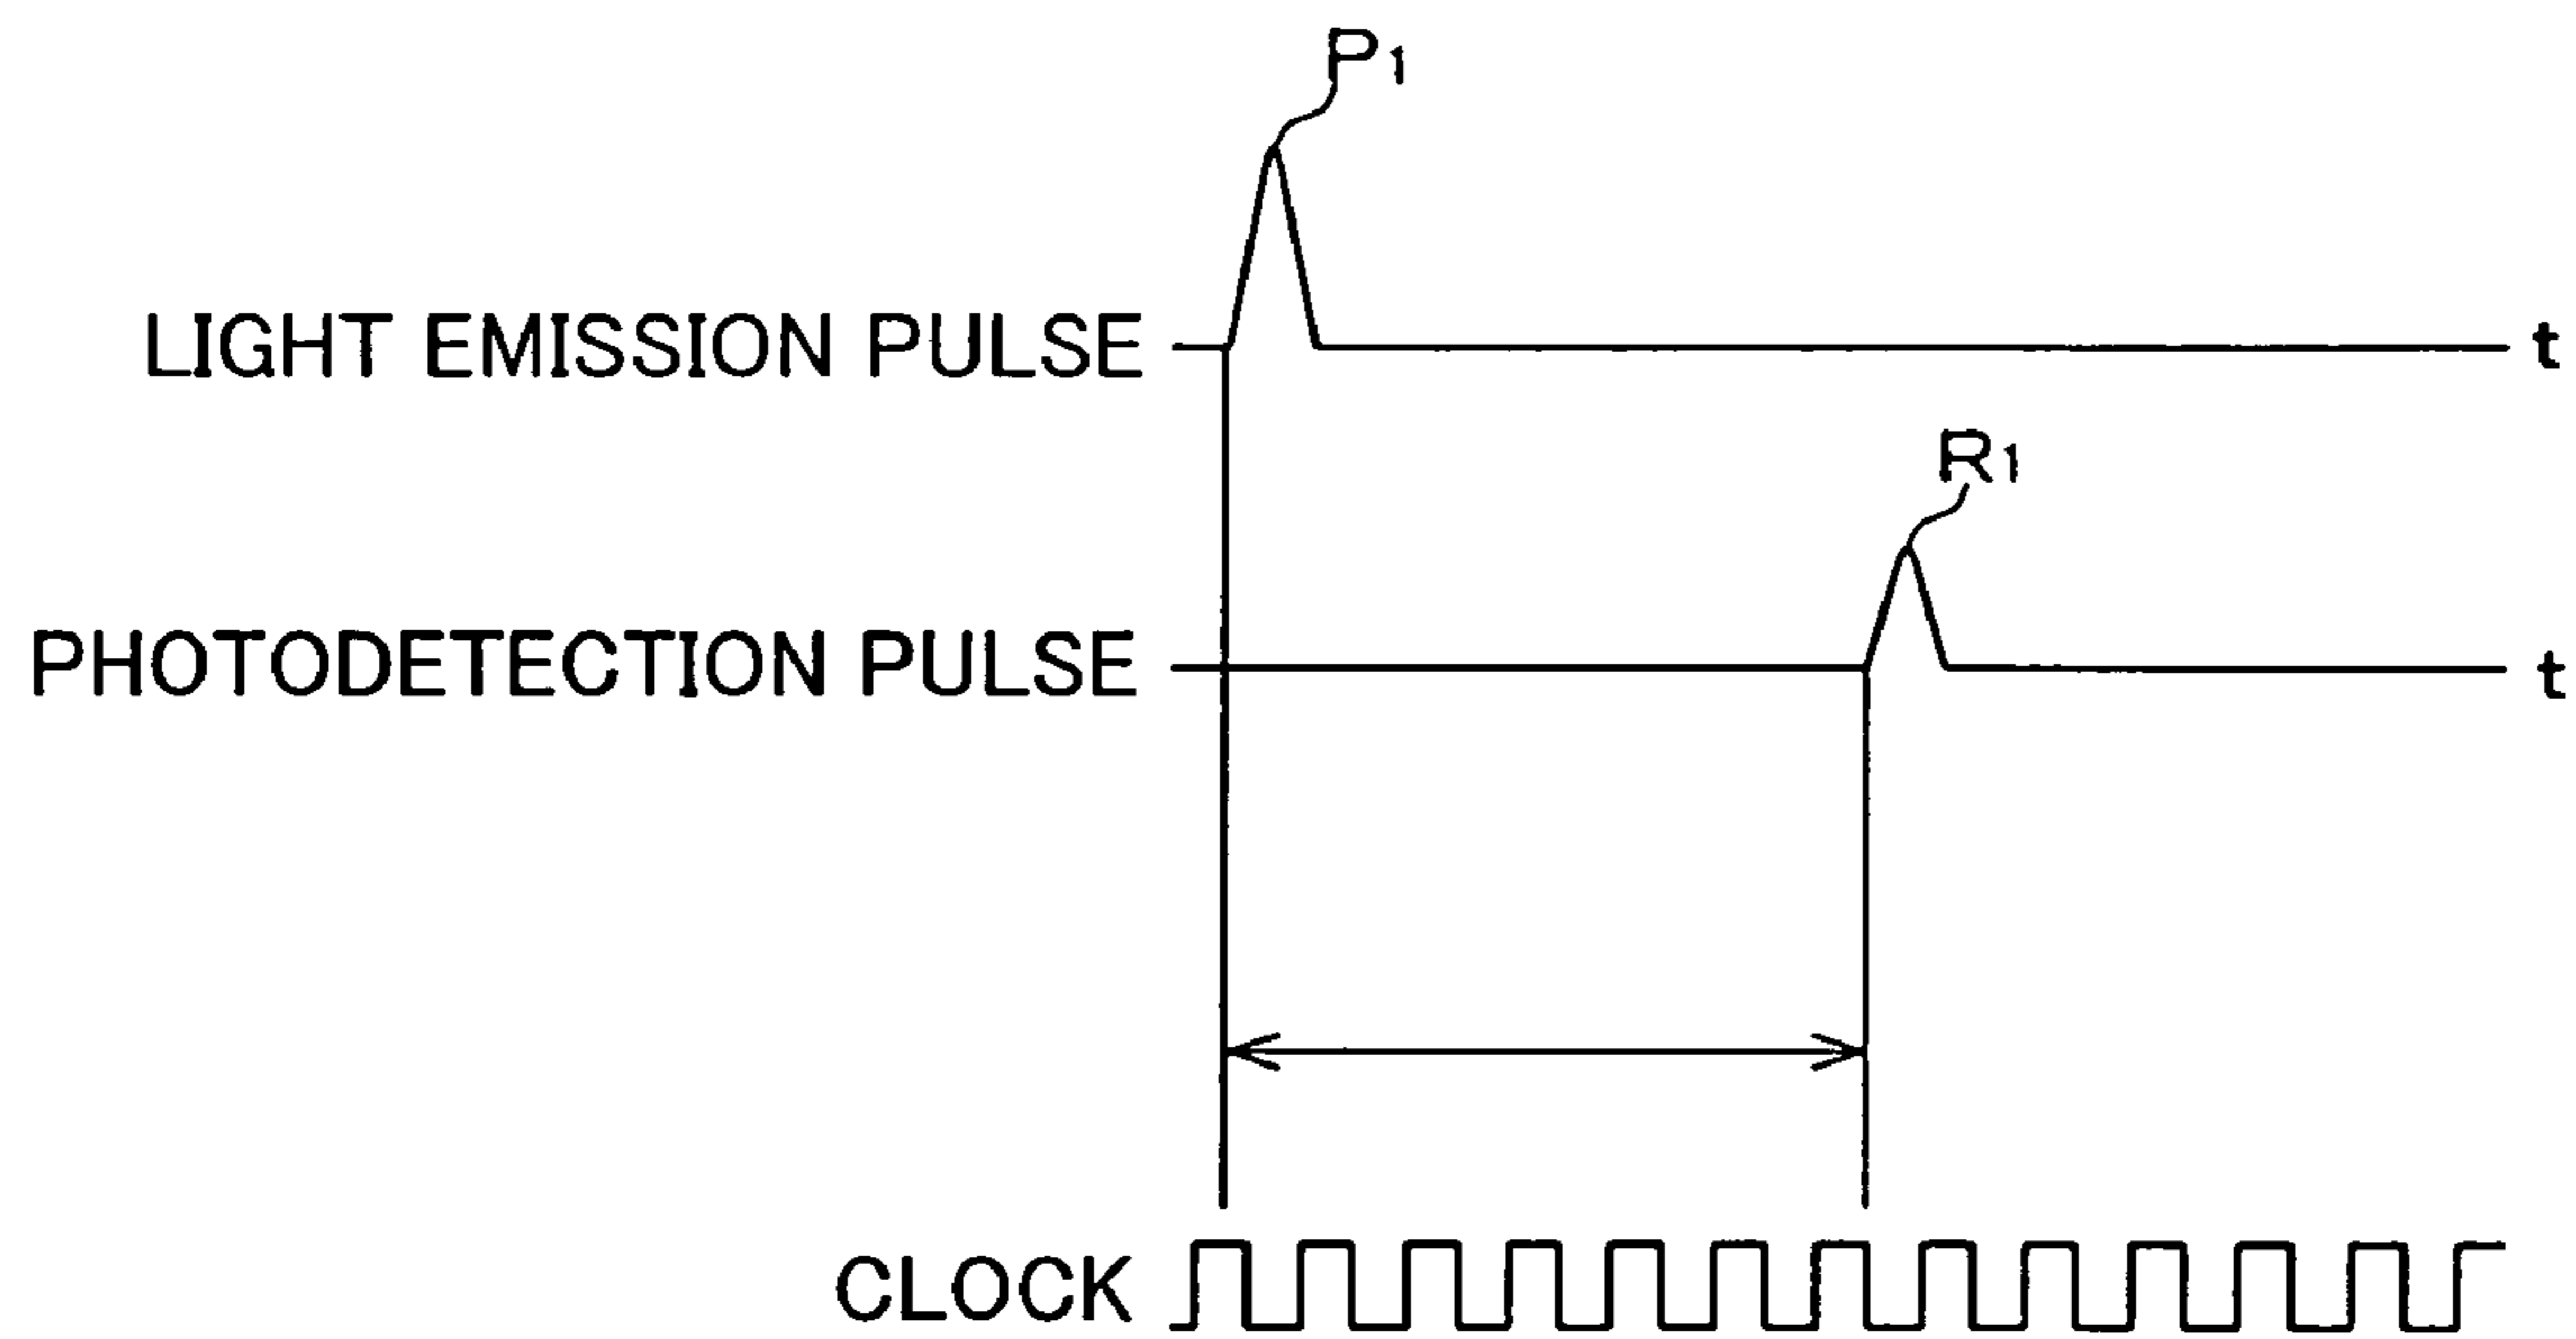 P1
LIGHT EMISSION PULSE t
R1
PHOTODETECTION PULSE t
CLOCK